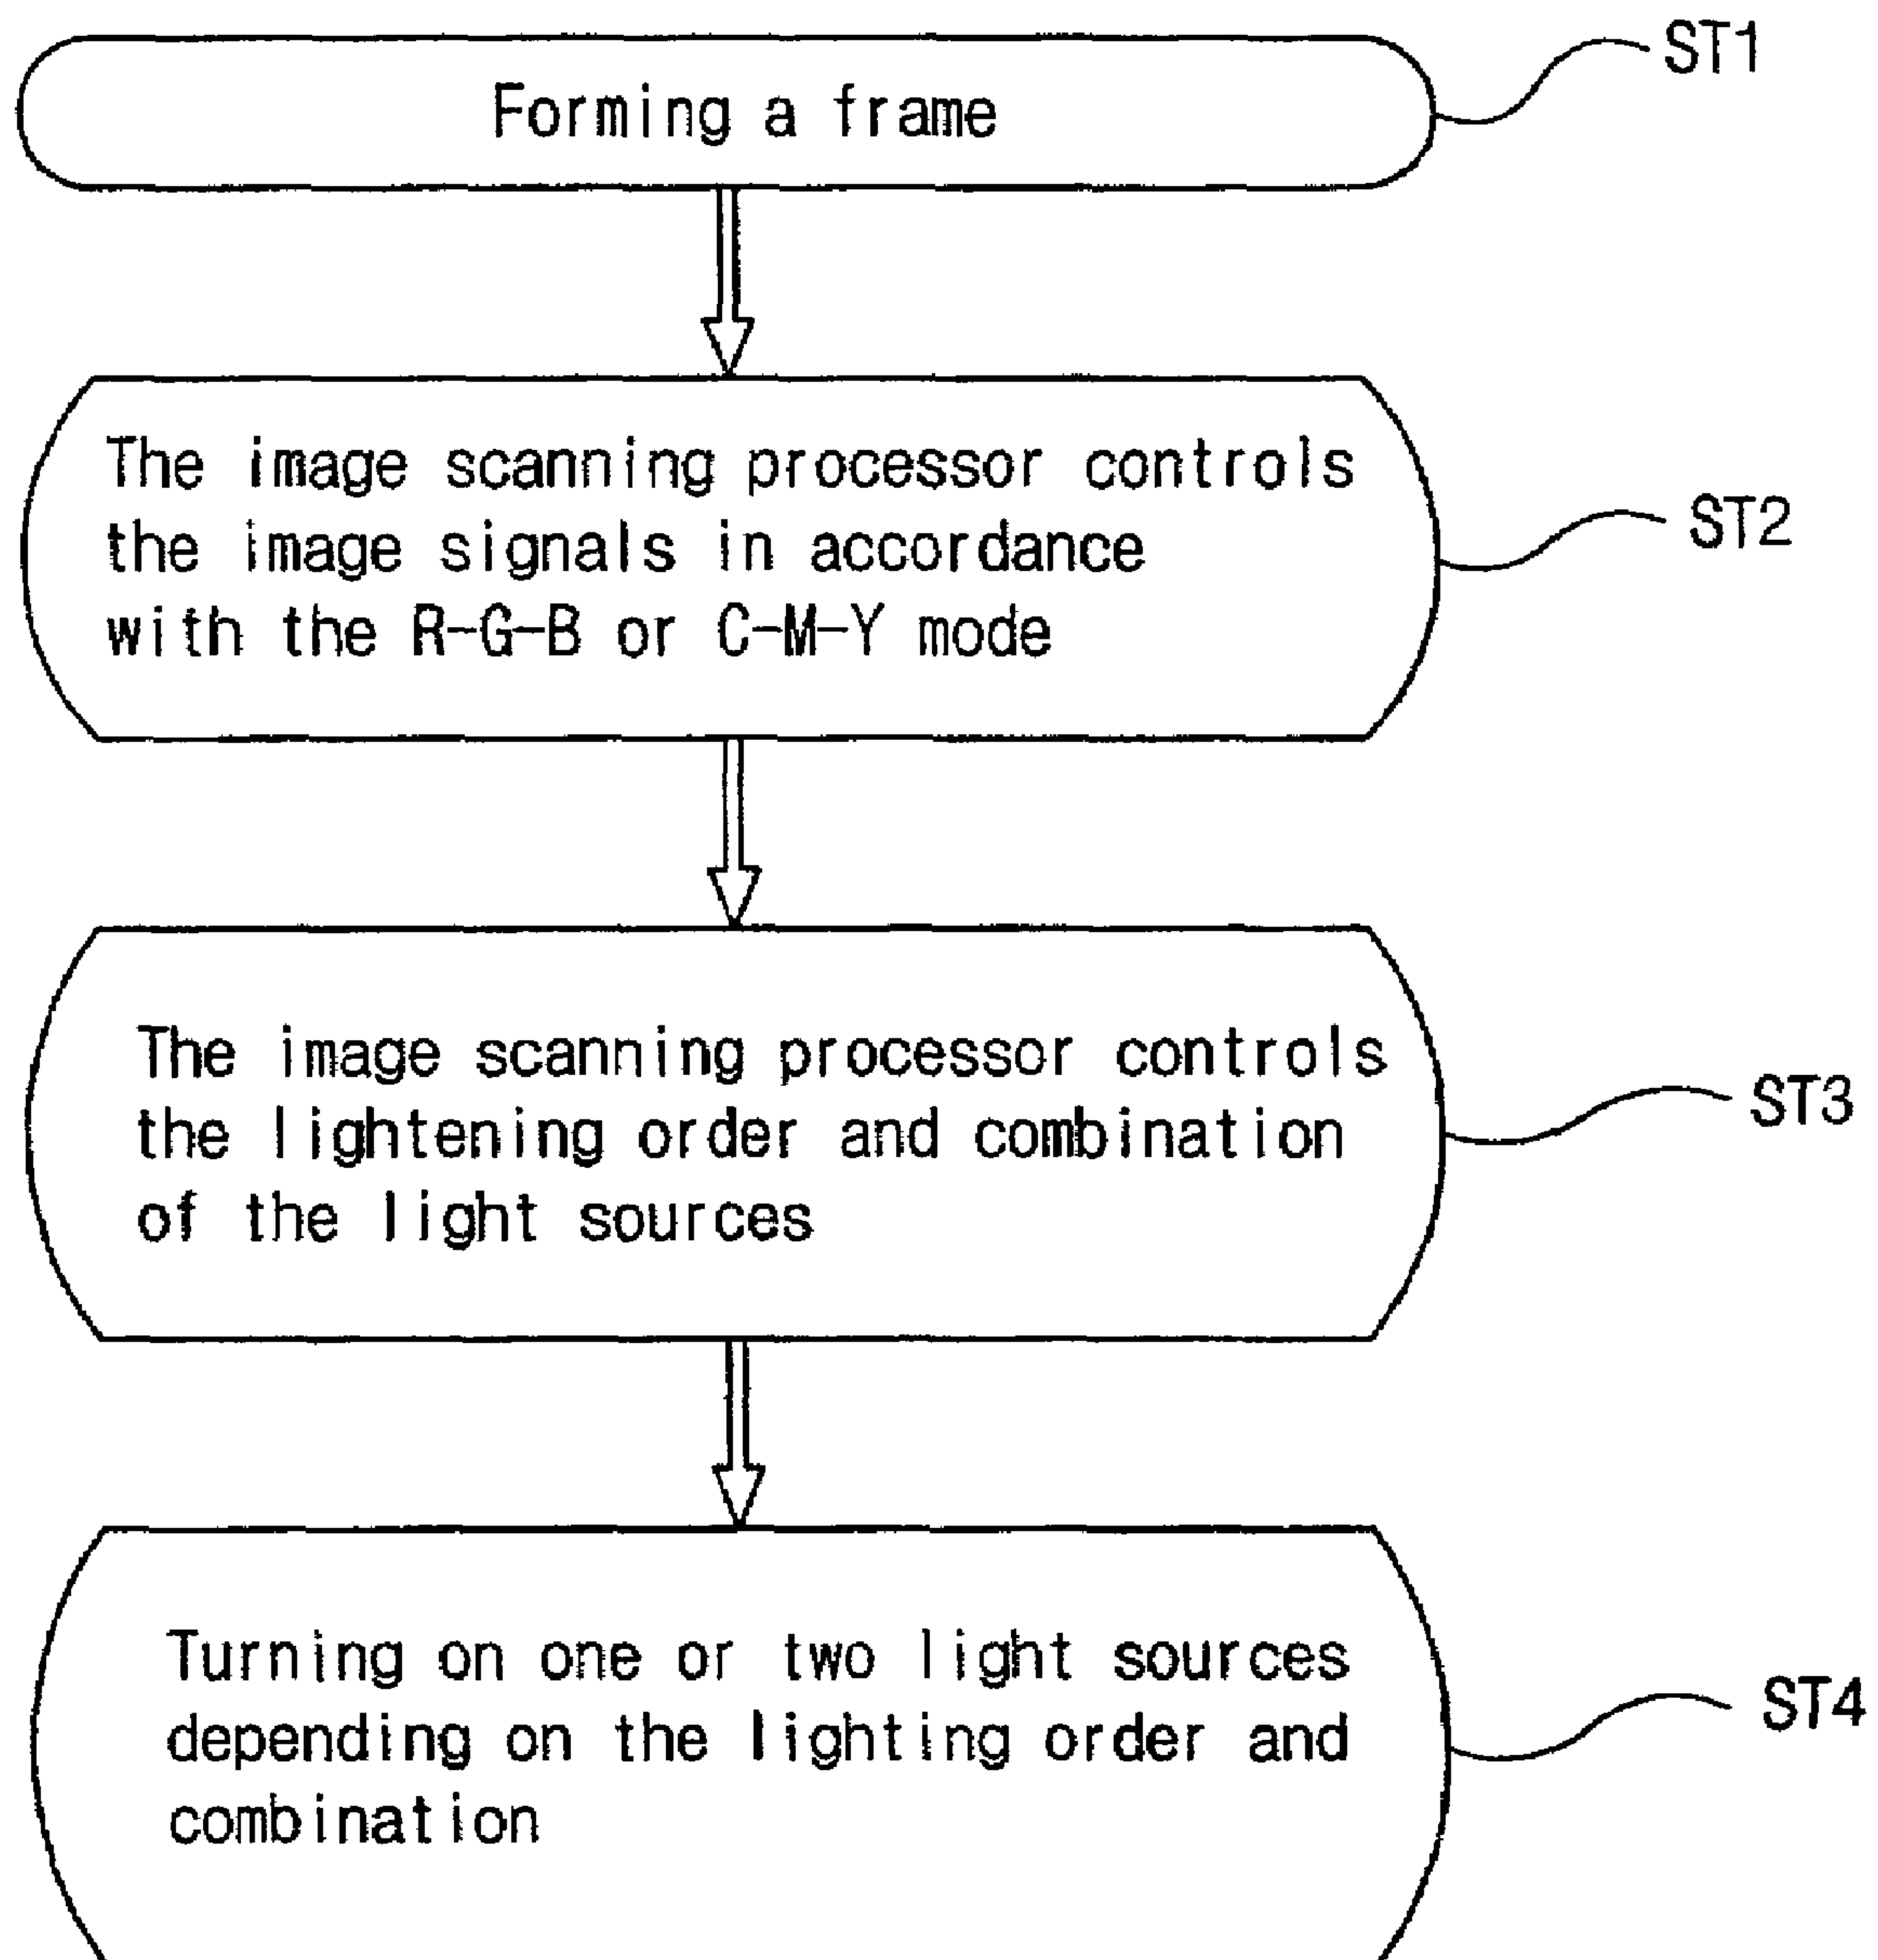 Forming a frame
ST1
The image scanning processor controls
the image signals in accordance
with the R-G-B or C-M-Y mode
ST2
The image scanning processor controls
the lightening order and combination
of the light sources
ST3
Turning on one or two light sources
depending on the lighting order and
combination
ST4